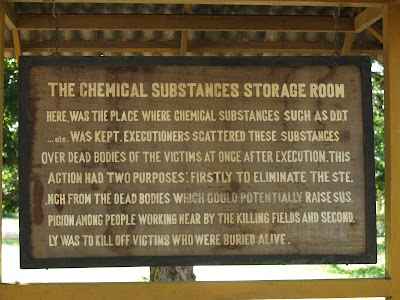 THE CHEMICAL SUBSTANCES STORAGE ROOM
HERE, WAS THE PLACE WHERE CHEMICAL SUBSTANCES SUCH AS D.D.T
...etc. WAS KEPT. EXECUTIONERS SCATTERED THESE SUBSTANCES
OVER DEAD BODIES OF THE VICTIMS AT ONCE AFTER EXECUTION. THIS
ACTION HAD TWO PURPOSES: FIRSTLY TO ELIMINATE THE STE.
NCH FROM THE DEAD BODIES WHICH COULD POTENTIALLY RAISE SUS.
PICION AMONG PEOPLE WORKING NEAR BY THE KILLING FIELDS AND SECOND.
LY WAS TO KILL OFF VICTIMS WHO WERE BURIED ALIVE.